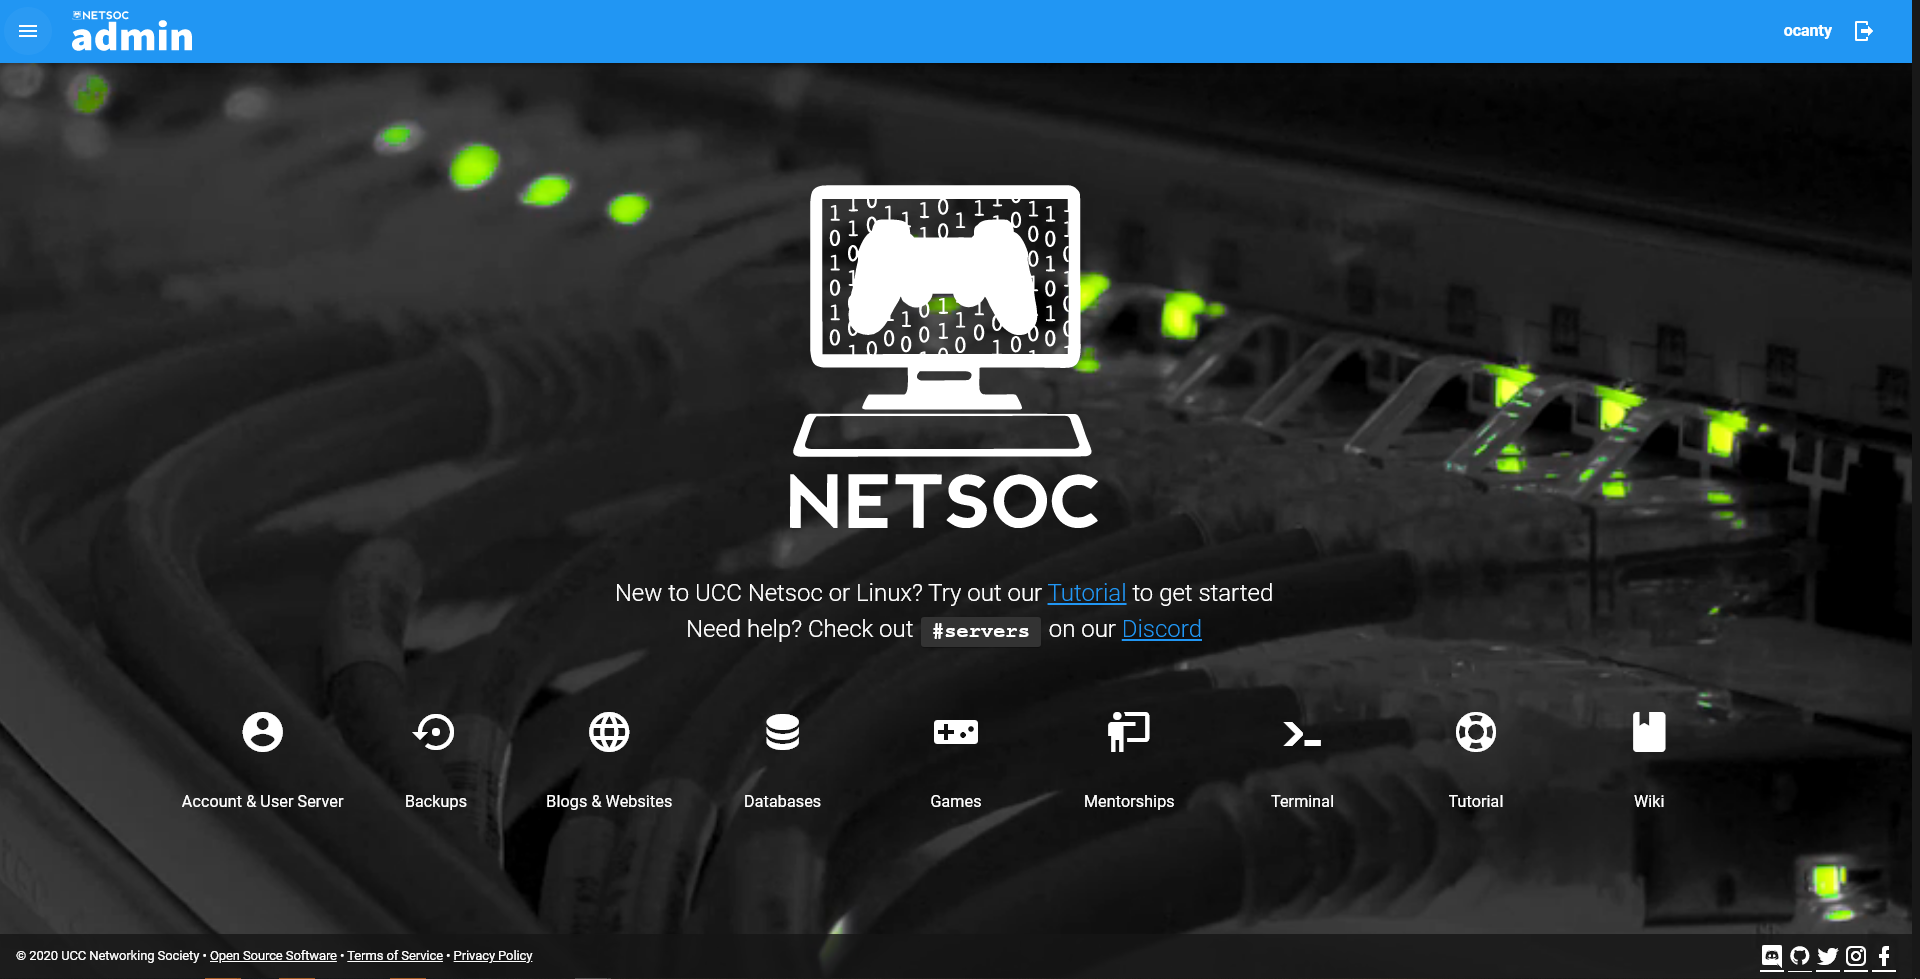 NETSOC
admin
ocanty
NETSOC
New to UCC Netsoc or Linux? Try out our Tutorial to get started
Need help? Check out #servers on our Discord
Account & User Server
Backups
Blogs & Websites
Databases
Games
Mentorships
Terminal
Tutorial
Wiki
© 2020 UCC Networking Society • Open Source Software • Terms of Service • Privacy Policy